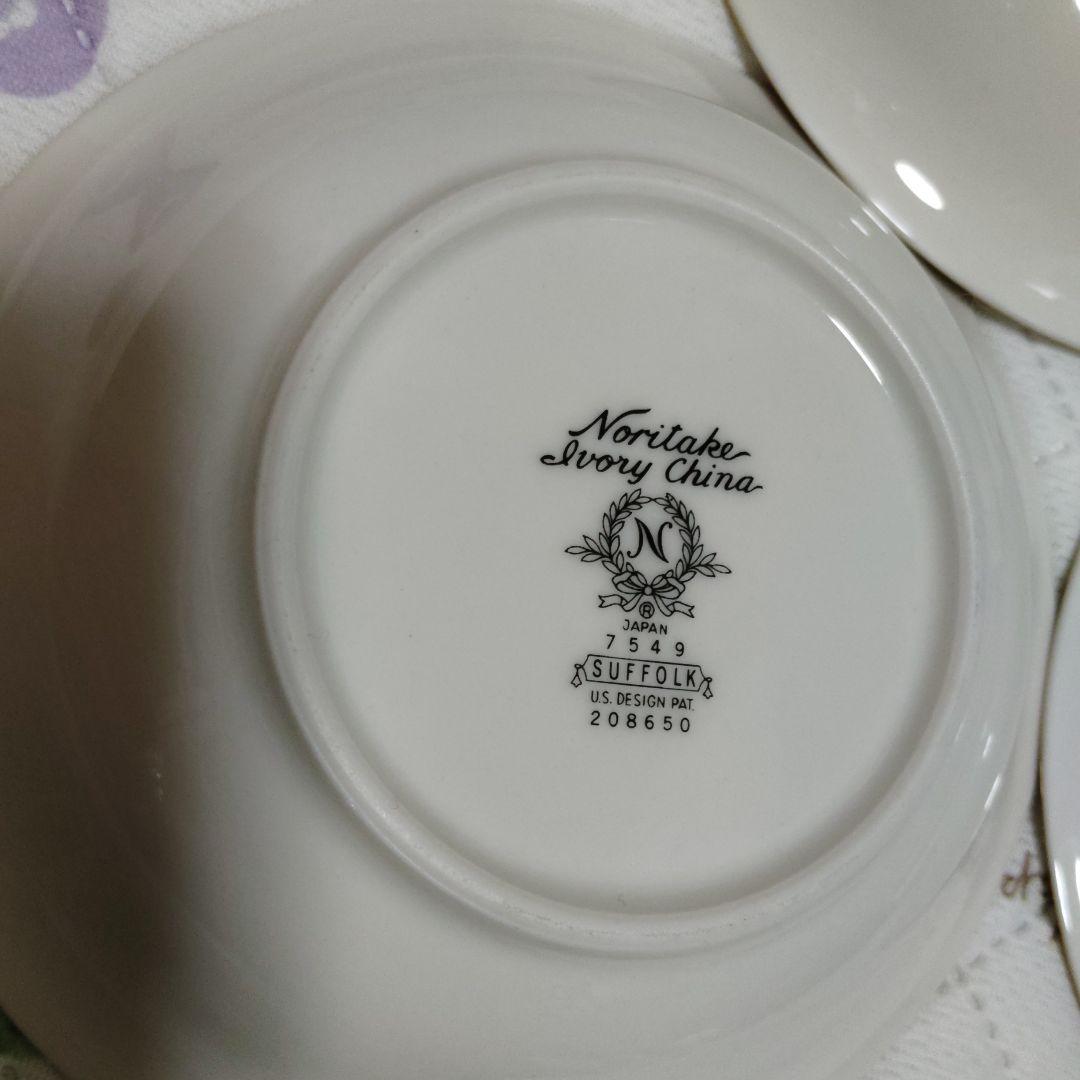 Noritake
Ivory China
N
®
JAPAN
7549
SUFFOLK
U.S. DESIGN PAT.
208650